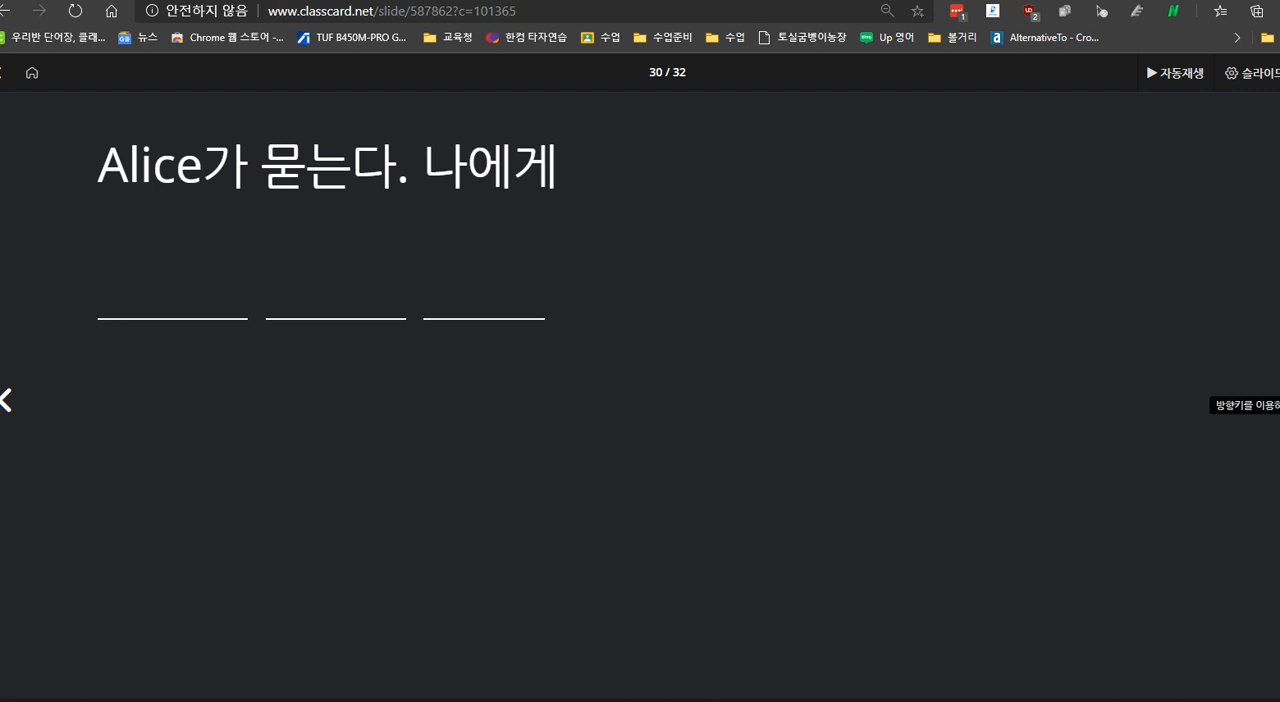 안전하지 않음 | www.classcard.net/slide/587862?c=101365
우리반 단어장, 클래... 뉴스 Chrome 웹 스토어 -... TUF B450M-PRO G... 교육청 한컴 타자연습 수업 수업준비 수업 토실굼벵이농장 Up 영어 볼거리 AlternativeTo - Cro...
30 / 32 자동재생 슬라이드
Alice가 묻는다. 나에게
방향키를 이용하